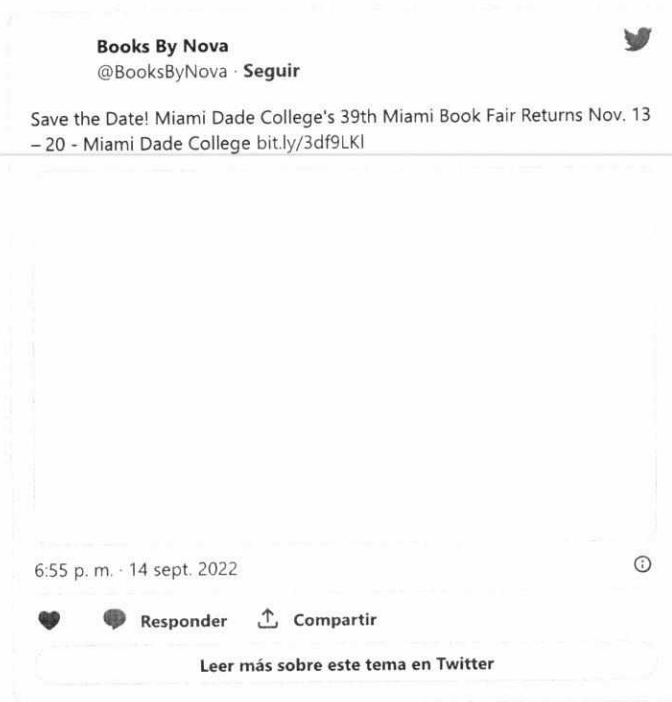 Books By Nova
@BooksByNova · Seguir
Save the Date! Miami Dade College's 39th Miami Book Fair Returns Nov. 13
– 20 - Miami Dade College bit.ly/3df9LKl
6:55 p. m. · 14 sept. 2022
Responder Compartir
Leer más sobre este tema en Twitter